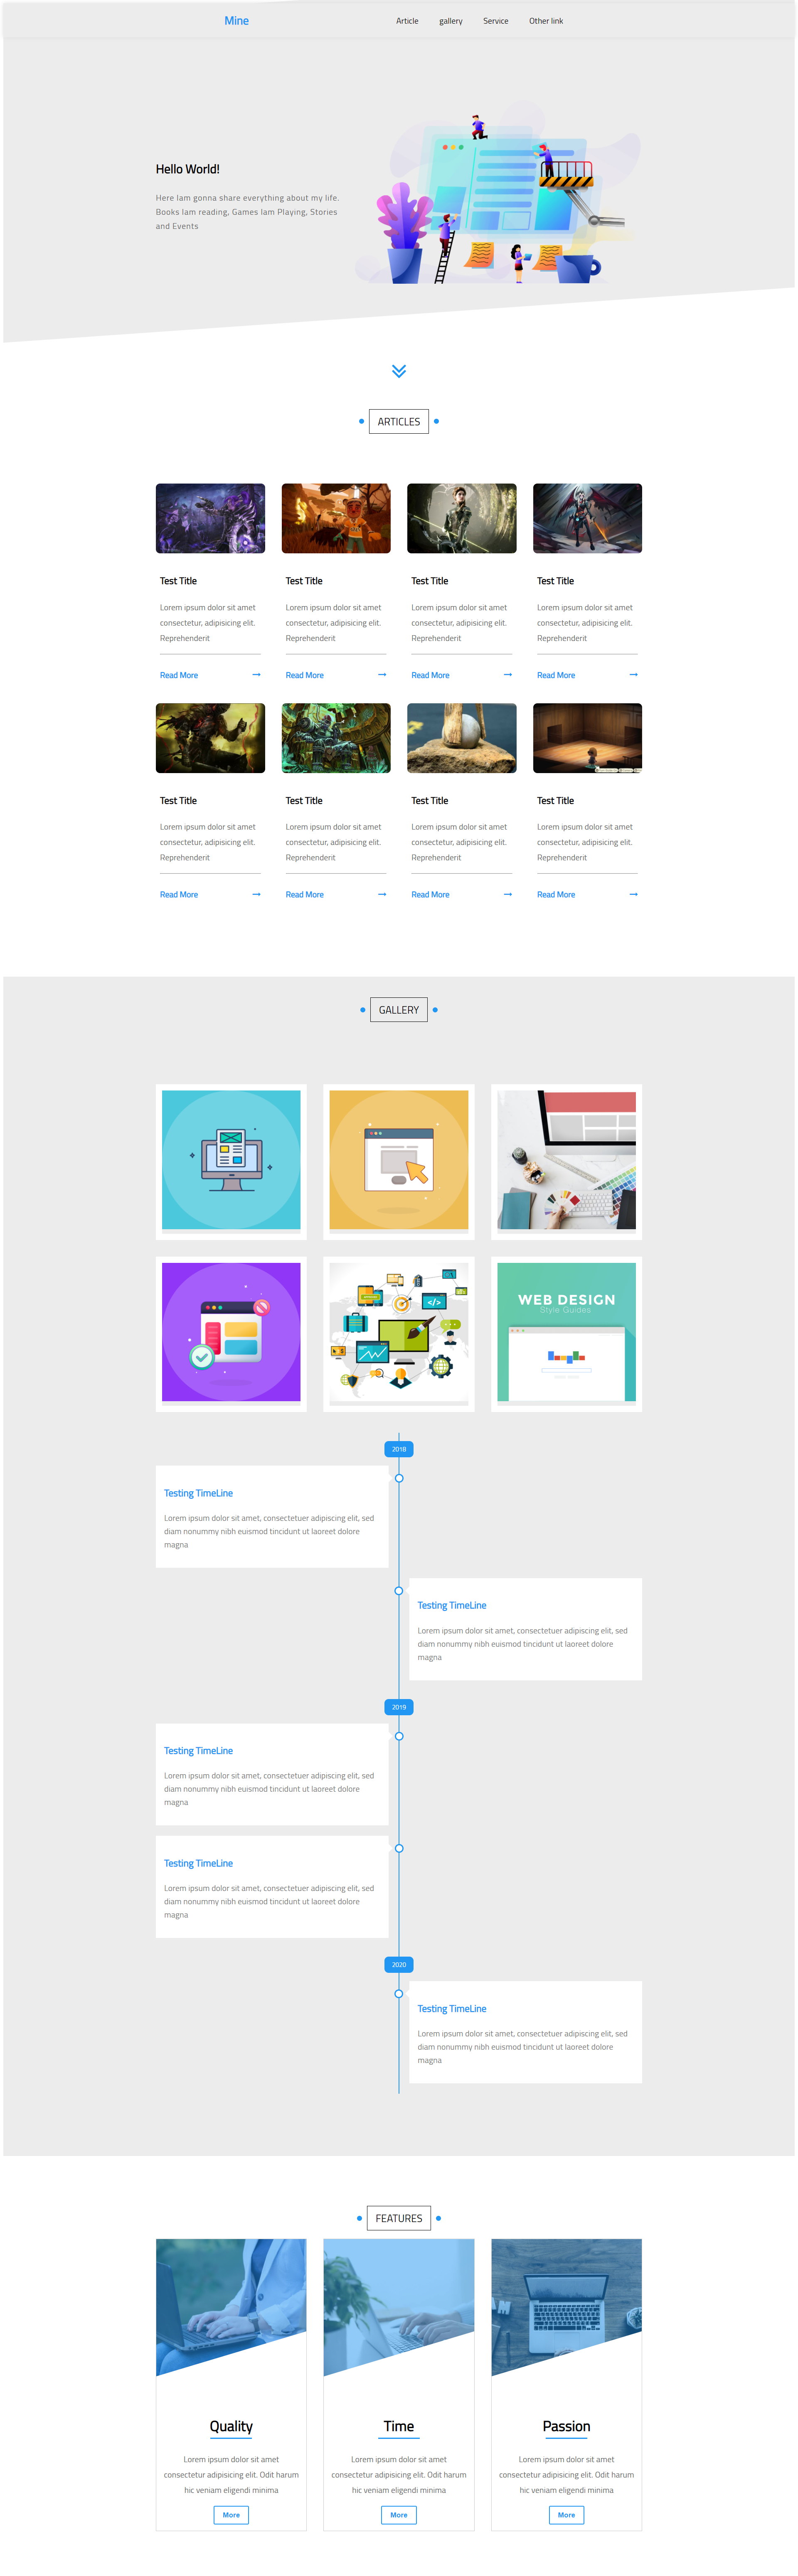 Mine
Article gallery Service Other link
Hello World!
Here Iam gonna share everything about my life.
Books Iam reading, Games Iam Playing, Stories
and Events
ARTICLES
Test Title
Lorem ipsum dolor sit amet
consectetur, adipisicing elit.
Reprehenderit
Read More
Test Title
Lorem ipsum dolor sit amet
consectetur, adipisicing elit.
Reprehenderit
Read More
Test Title
Lorem ipsum dolor sit amet
consectetur, adipisicing elit.
Reprehenderit
Read More
Test Title
Lorem ipsum dolor sit amet
consectetur, adipisicing elit.
Reprehenderit
Read More
Test Title
Lorem ipsum dolor sit amet
consectetur, adipisicing elit.
Reprehenderit
Read More
Test Title
Lorem ipsum dolor sit amet
consectetur, adipisicing elit.
Reprehenderit
Read More
Test Title
Lorem ipsum dolor sit amet
consectetur, adipisicing elit.
Reprehenderit
Read More
Test Title
Lorem ipsum dolor sit amet
consectetur, adipisicing elit.
Reprehenderit
Read More
GALLERY
WEB DESIGN
Style Guides
2018
Testing TimeLine
Lorem ipsum dolor sit amet, consectetuer adipiscing elit, sed
diam nonummy nibh euismod tincidunt ut laoreet dolore
magna
Testing TimeLine
Lorem ipsum dolor sit amet, consectetuer adipiscing elit, sed
diam nonummy nibh euismod tincidunt ut laoreet dolore
magna
2019
Testing TimeLine
Lorem ipsum dolor sit amet, consectetuer adipiscing elit, sed
diam nonummy nibh euismod tincidunt ut laoreet dolore
magna
Testing TimeLine
Lorem ipsum dolor sit amet, consectetuer adipiscing elit, sed
diam nonummy nibh euismod tincidunt ut laoreet dolore
magna
2020
Testing TimeLine
Lorem ipsum dolor sit amet, consectetuer adipiscing elit, sed
diam nonummy nibh euismod tincidunt ut laoreet dolore
magna
FEATURES
Quality
Lorem ipsum dolor sit amet
consectetur adipisicing elit. Odit harum
hic veniam eligendi minima
More
Time
Lorem ipsum dolor sit amet
consectetur adipisicing elit. Odit harum
hic veniam eligendi minima
More
Passion
Lorem ipsum dolor sit amet
consectetur adipisicing elit. Odit harum
hic veniam eligendi minima
More